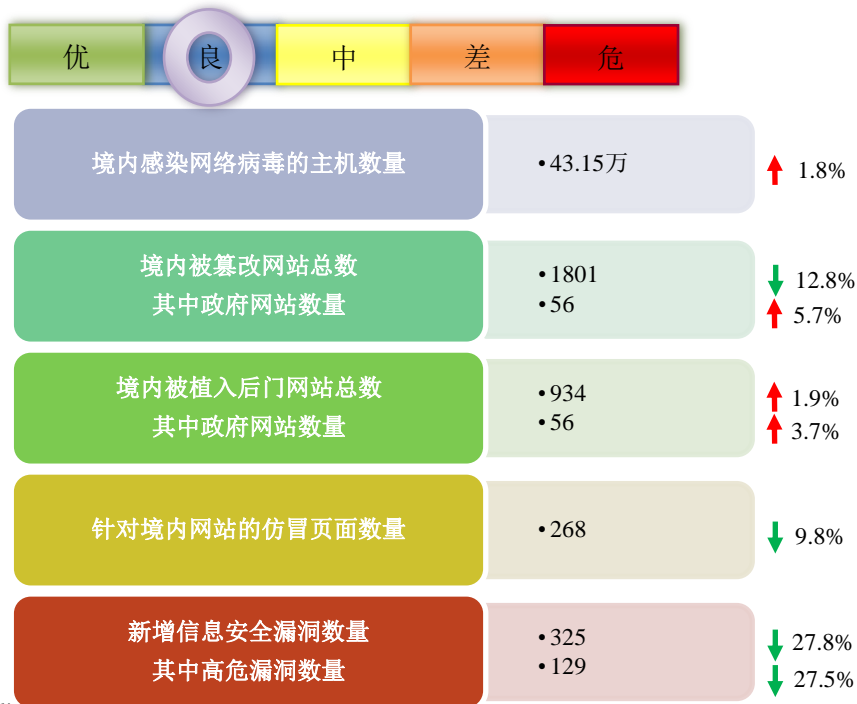 优 良 中 差 危
境内感染网络病毒的主机数量
•43.15万
1.8%
境内被篡改网站总数
其中政府网站数量
•1801
•56
12.8%
5.7%
境内被植入后门网站总数
其中政府网站数量
•934
•56
1.9%
3.7%
针对境内网站的仿冒页面数量
•268
9.8%
新增信息安全漏洞数量
其中高危漏洞数量
•325
•129
27.8%
27.5%